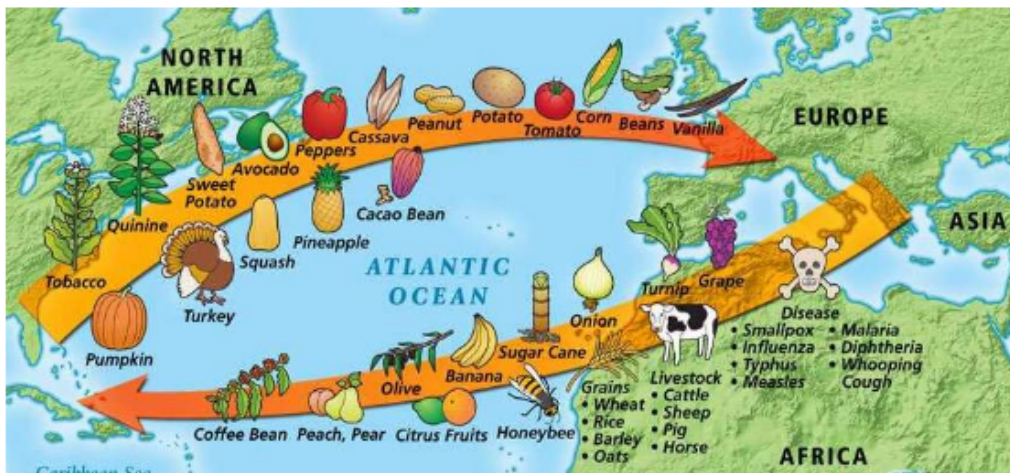 NORTH
AMERICA
EUROPE
ASIA
AFRICA
ATLANTIC
OCEAN
Caribbean Sea
Tobacco
Quinine
Sweet
Potato
Avocado
Peppers
Cassava
Peanut
Potato
Tomato
Corn
Beans
Vanilla
Pumpkin
Turkey
Squash
Pineapple
Cacao Bean
Coffee Bean
Peach, Pear
Olive
Citrus Fruits
Banana
Honeybee
Sugar Cane
Onion
Turnip
Grape
Grains
• Wheat
• Rice
• Barley
• Oats
Livestock
• Cattle
• Sheep
• Pig
• Horse
Disease
• Smallpox
• Influenza
• Typhus
• Measles
• Malaria
• Diphtheria
• Whooping
Cough